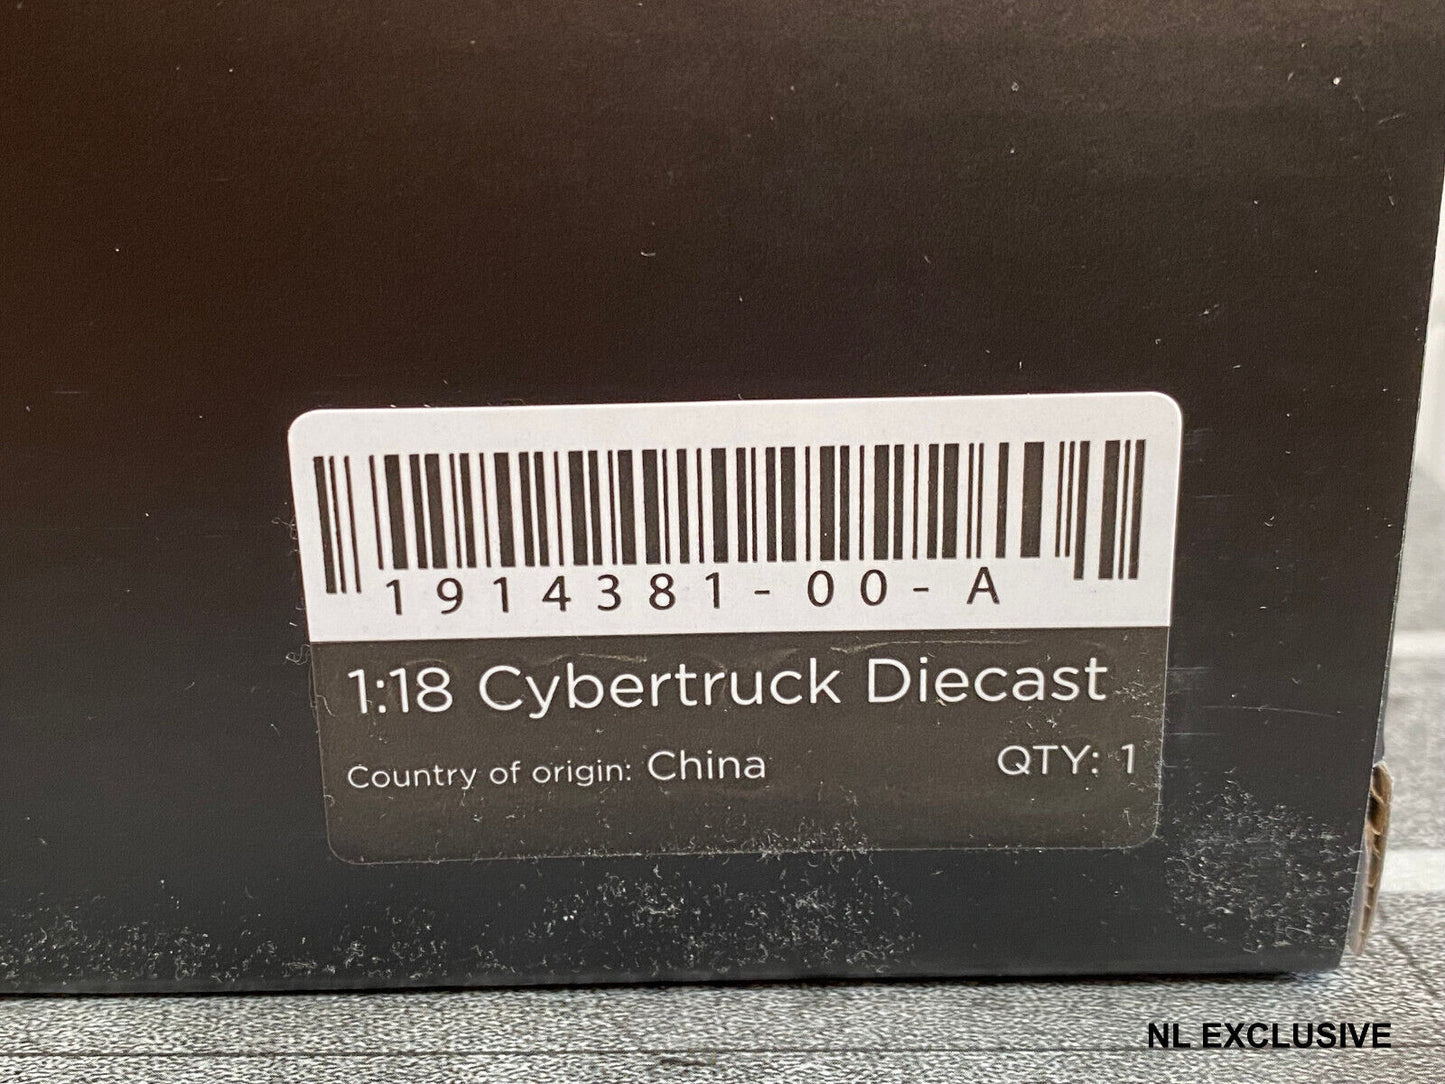 1914381-00-A
1:18 Cybertruck Diecast
Country of origin: China QTY: 1
NL EXCLUSIVE